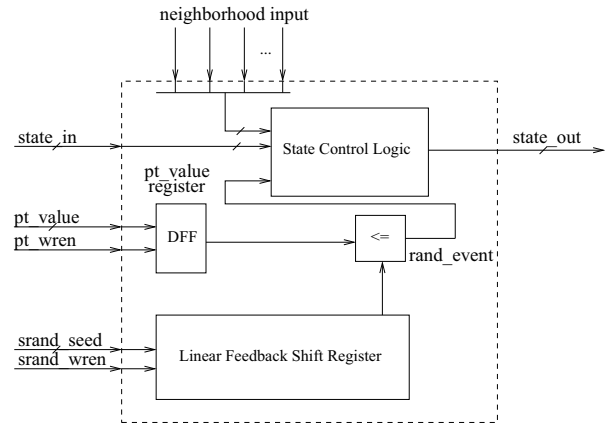 neighborhood input
...
state_in
State Control Logic
state_out
pt_value
register
pt_value
DFF
<=
pt_wren
rand_event
srand_seed
Linear Feedback Shift Register
srand_wren